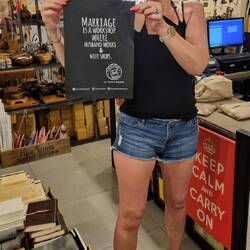 MARRIAGE
IS A WORKSHOP
WHERE
HUSBAND WORKS
&
WIFE SHOPS.
KEEP
CALM
AND
CARRY
ON